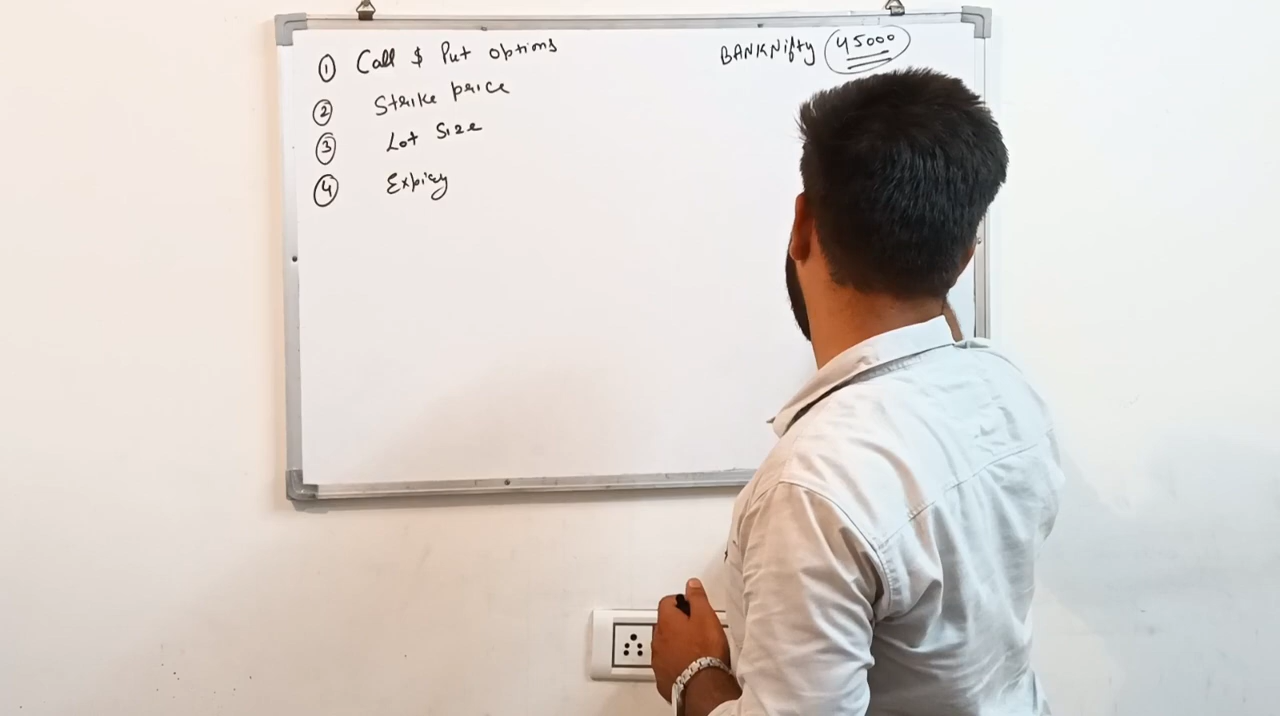 ① Call & Put options
② Strike price
③ Lot Size
④ Expiry
BANKNifty 45000